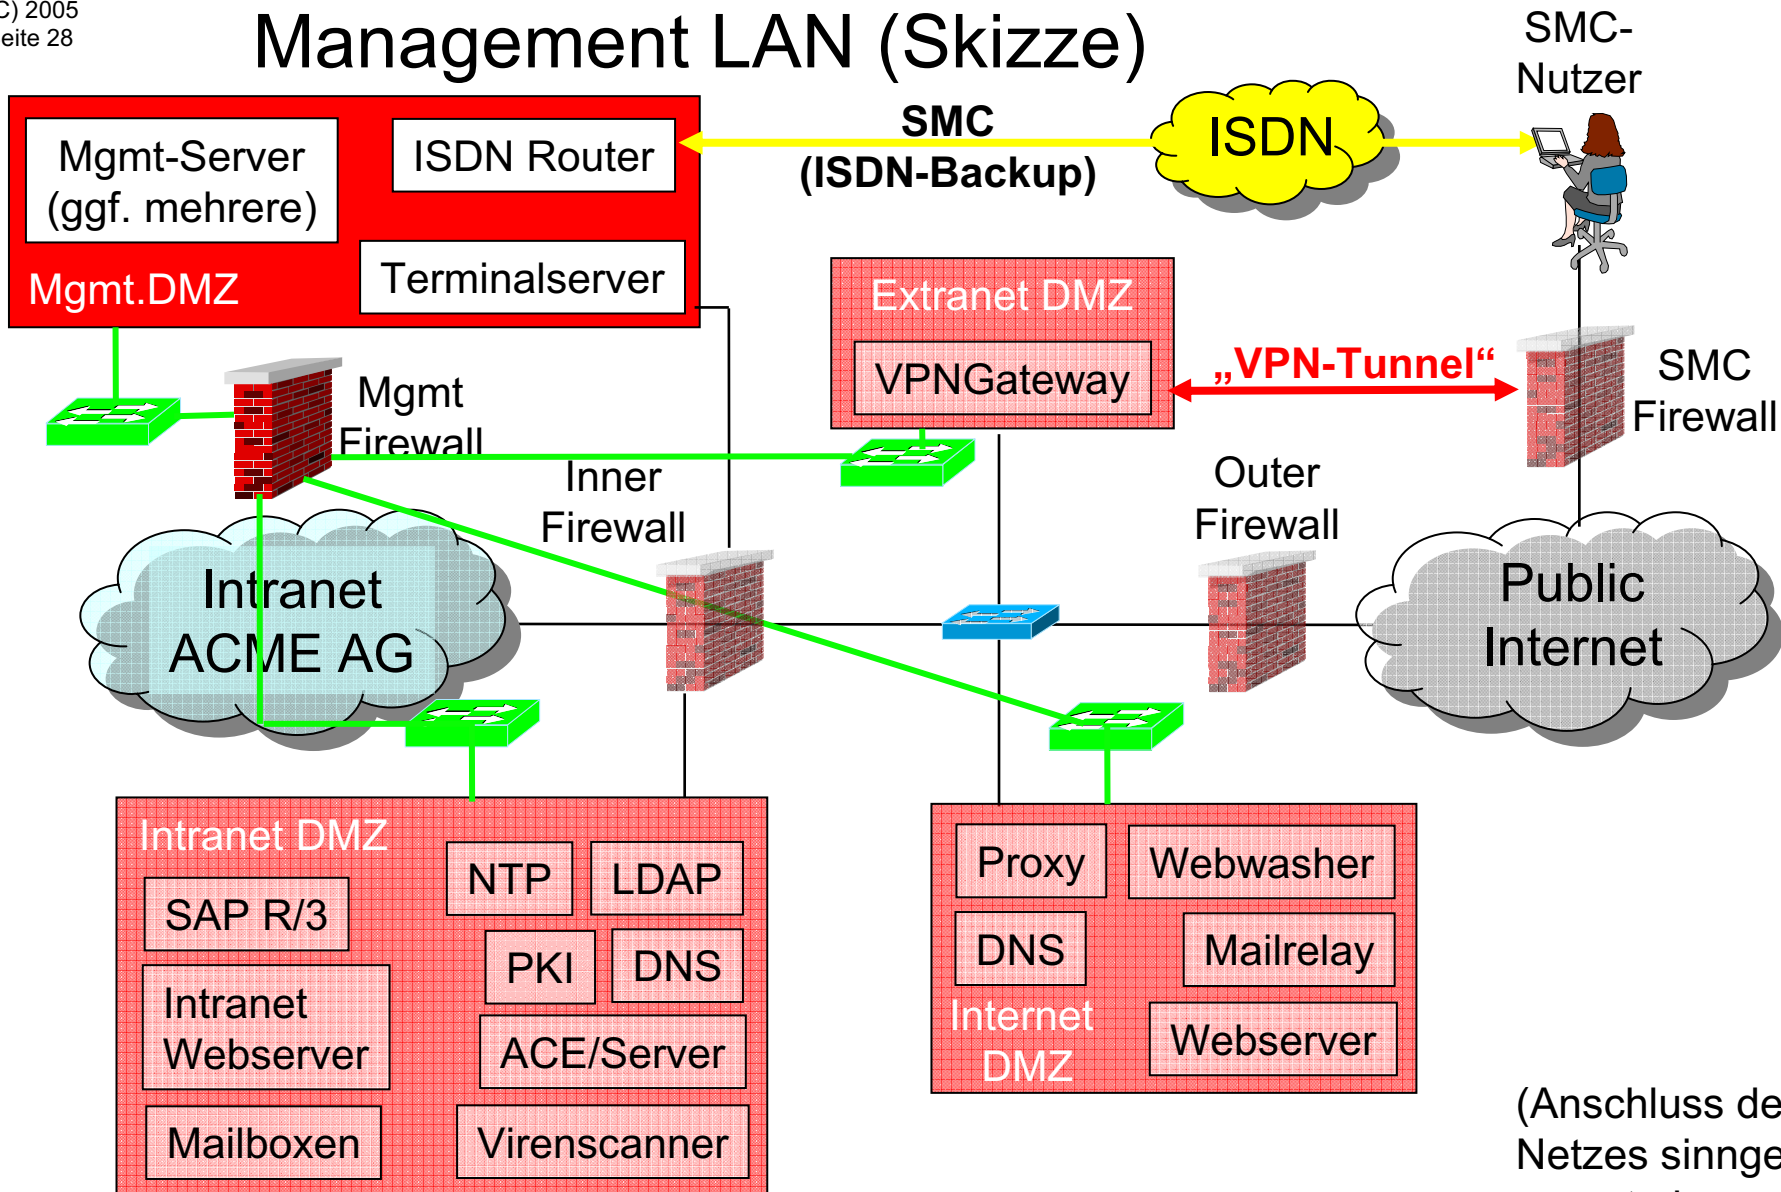 C) 2005
eite 28
Management LAN (Skizze)
SMC-
Nutzer
Mgmt-Server
(ggf. mehrere)
ISDN Router
SMC
(ISDN-Backup)
ISDN
Terminalserver
Mgmt.DMZ
Extranet DMZ
VPNGateway
„VPN-Tunnel“
SMC
Firewall
Mgmt
Firewall
Inner
Firewall
Outer
Firewall
Intranet
ACME AG
Public
Internet
Intranet DMZ
NTP
LDAP
SAP R/3
PKI
DNS
Intranet
Webserver
ACE/Server
Mailboxen
Virenscanner
Proxy
Webwasher
DNS
Mailrelay
Internet
DMZ
Webserver
(Anschluss de
Netzes sinnge